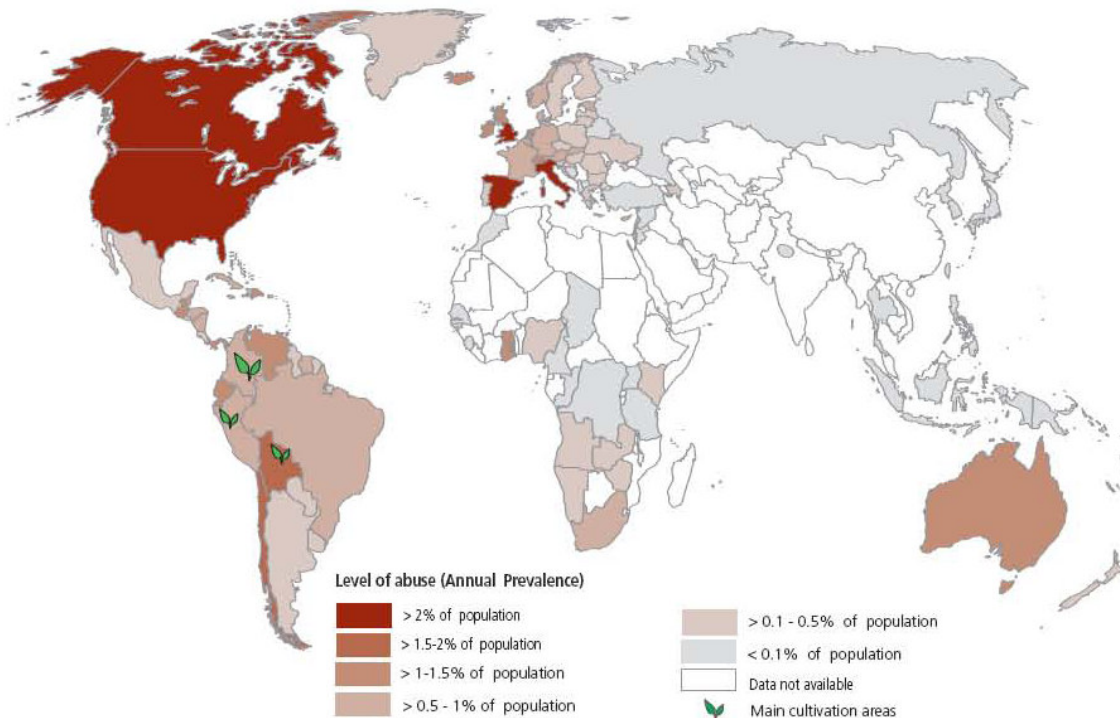 Level of abuse (Annual Prevalence)
> 2% of population
> 1.5-2% of population
> 1-1.5% of population
> 0.5 - 1% of population
> 0.1 - 0.5% of population
< 0.1% of population
Data not available
Main cultivation areas